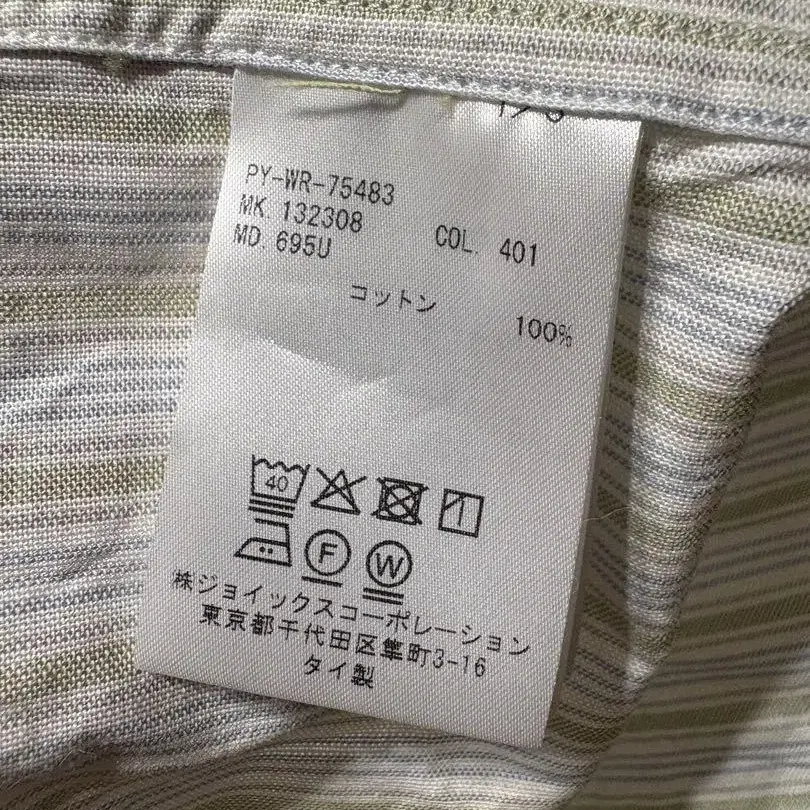 PY-WR-75483
MK. 132308 COL. 401
MD. 695U
コットン 100%
40
F W
㈱ジョイックスコーポレーション
東京都千代田区隼町3-16
タイ製